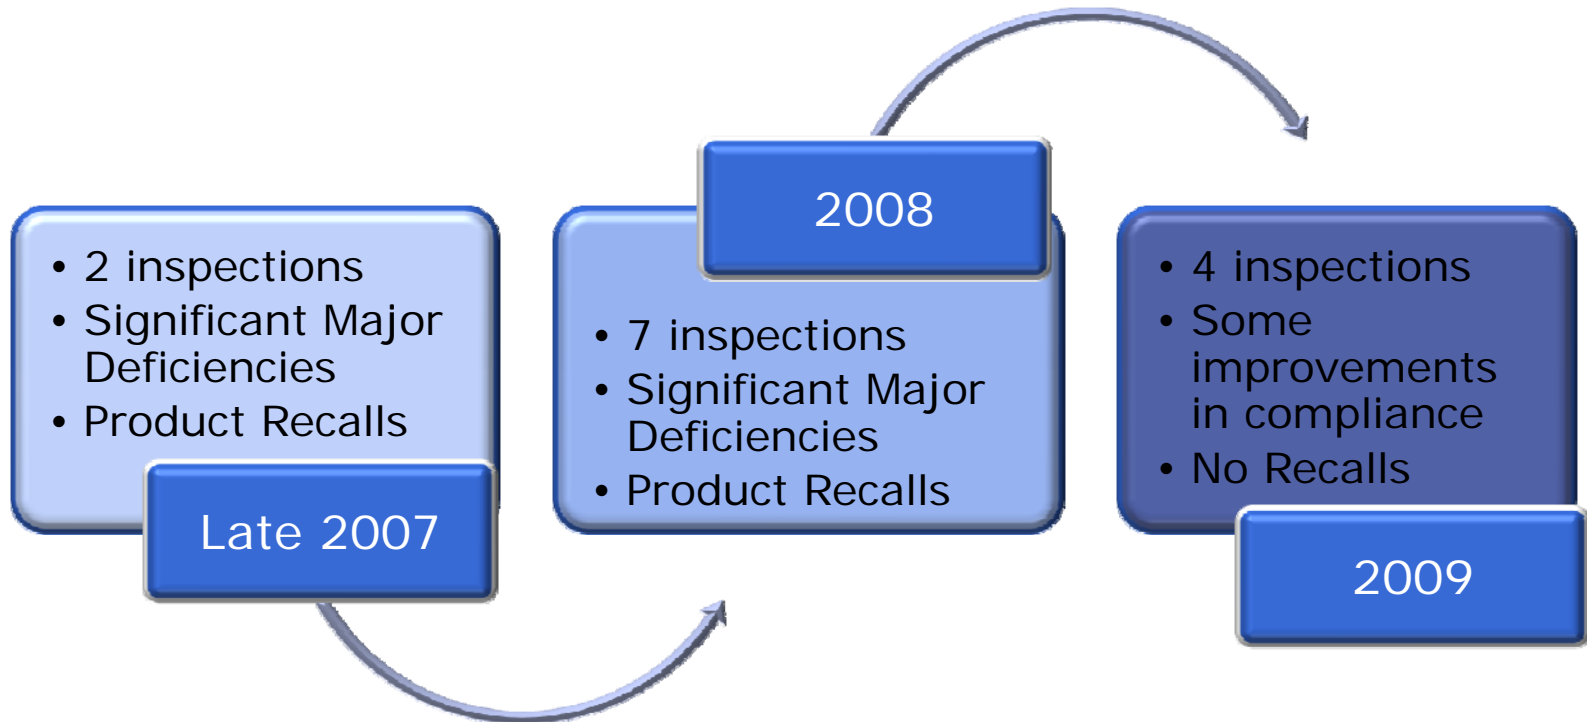 • 2 inspections
• Significant Major
Deficiencies
• Product Recalls
Late 2007
2008
• 7 inspections
• Significant Major
Deficiencies
• Product Recalls
• 4 inspections
• Some
improvements
in compliance
• No Recalls
2009